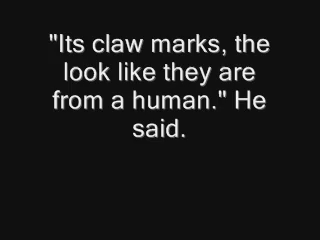 "Its claw marks, the
look like they are
from a human." He
said.